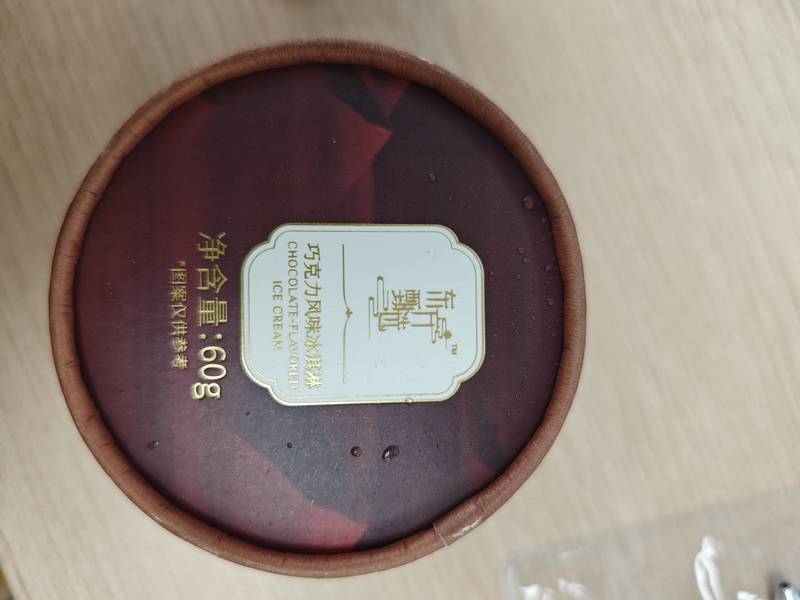 东方
甄选
TM
巧克力风味冰淇淋
CHOCOLATE-FLAVORED
ICE CREAM
净含量:60g
*图案仅供参考